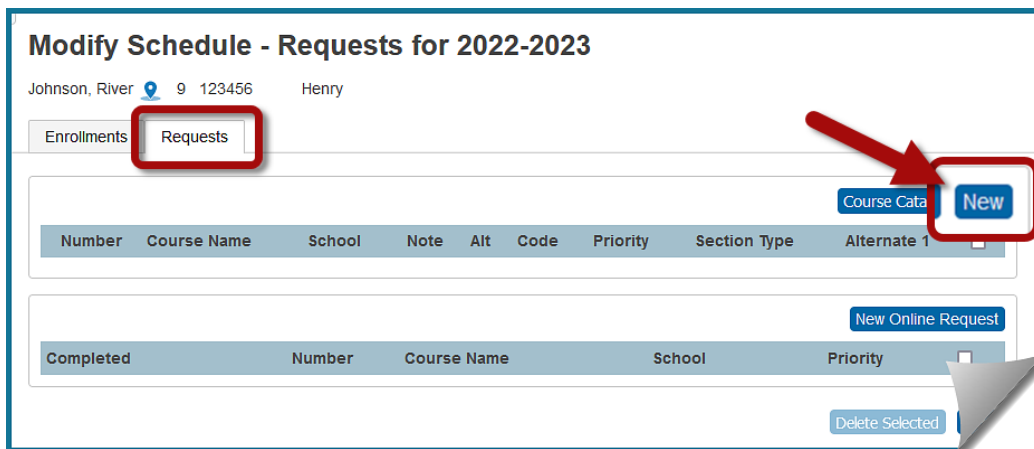 Modify Schedule - Requests for 2022-2023
Johnson, River 9 123456 Henry
Enrollments Requests
Course Cata New
Number Course Name School Note Alt Code Priority Section Type Alternate 1
New Online Request
Completed Number Course Name School Priority
Delete Selected